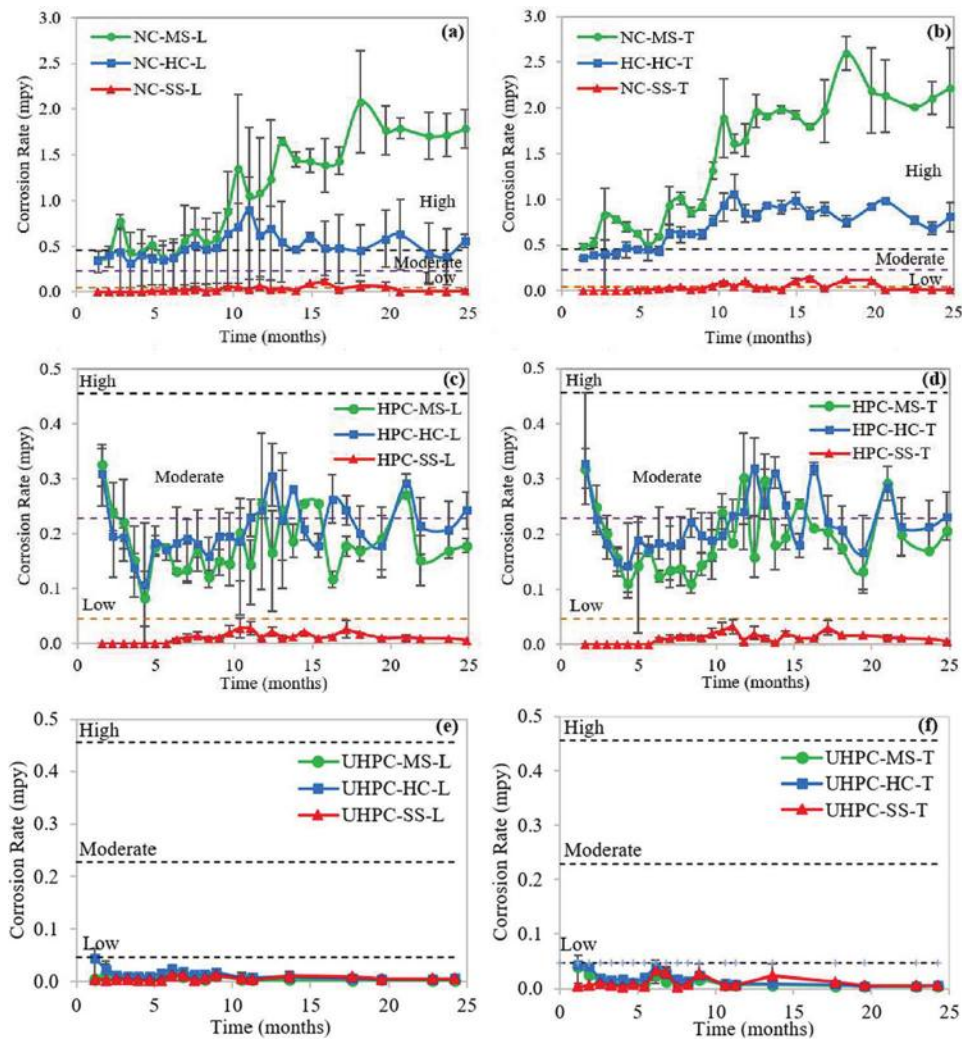 3.0
2.5
2.0
1.5
1.0
0.5
0.0
Corrosion Rate (mpy)
NC-MS-L
NC-HC-L
NC-SS-L
(a)
High
Moderate
Low
0 5 10 15 20 25
Time (months)
3.0
2.5
2.0
1.5
1.0
0.5
0.0
Corrosion Rate (mpy)
NC-MS-T
HC-HC-T
NC-SS-T
(b)
High
Moderate
Low
0 5 10 15 20 25
Time (months)
0.5
0.4
0.3
0.2
0.1
0.0
Corrosion Rate (mpy)
High
(c)
HPC-MS-L
HPC-HC-L
HPC-SS-L
Moderate
Low
0 5 10 15 20 25
Time (months)
0.5
0.4
0.3
0.2
0.1
0.0
Corrosion Rate (mpy)
High
(d)
HPC-MS-T
HPC-HC-T
HPC-SS-T
Moderate
Low
0 5 10 15 20 25
Time (months)
0.5
0.4
0.3
0.2
0.1
0.0
Corrosion Rate (mpy)
High
(e)
UHPC-MS-L
UHPC-HC-L
UHPC-SS-L
Moderate
Low
0 5 10 15 20 25
Time (months)
0.5
0.4
0.3
0.2
0.1
0.0
Corrosion Rate (mpy)
High
(f)
UHPC-MS-T
UHPC-HC-T
UHPC-SS-T
Moderate
Low
0 5 10 15 20 25
Time (months)